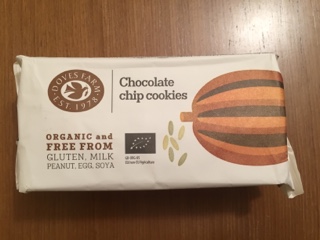 DOVES FARM
EST. 1978
Chocolate
chip cookies
ORGANIC and
FREE FROM
GLUTEN, MILK
PEANUT, EGG, SOYA